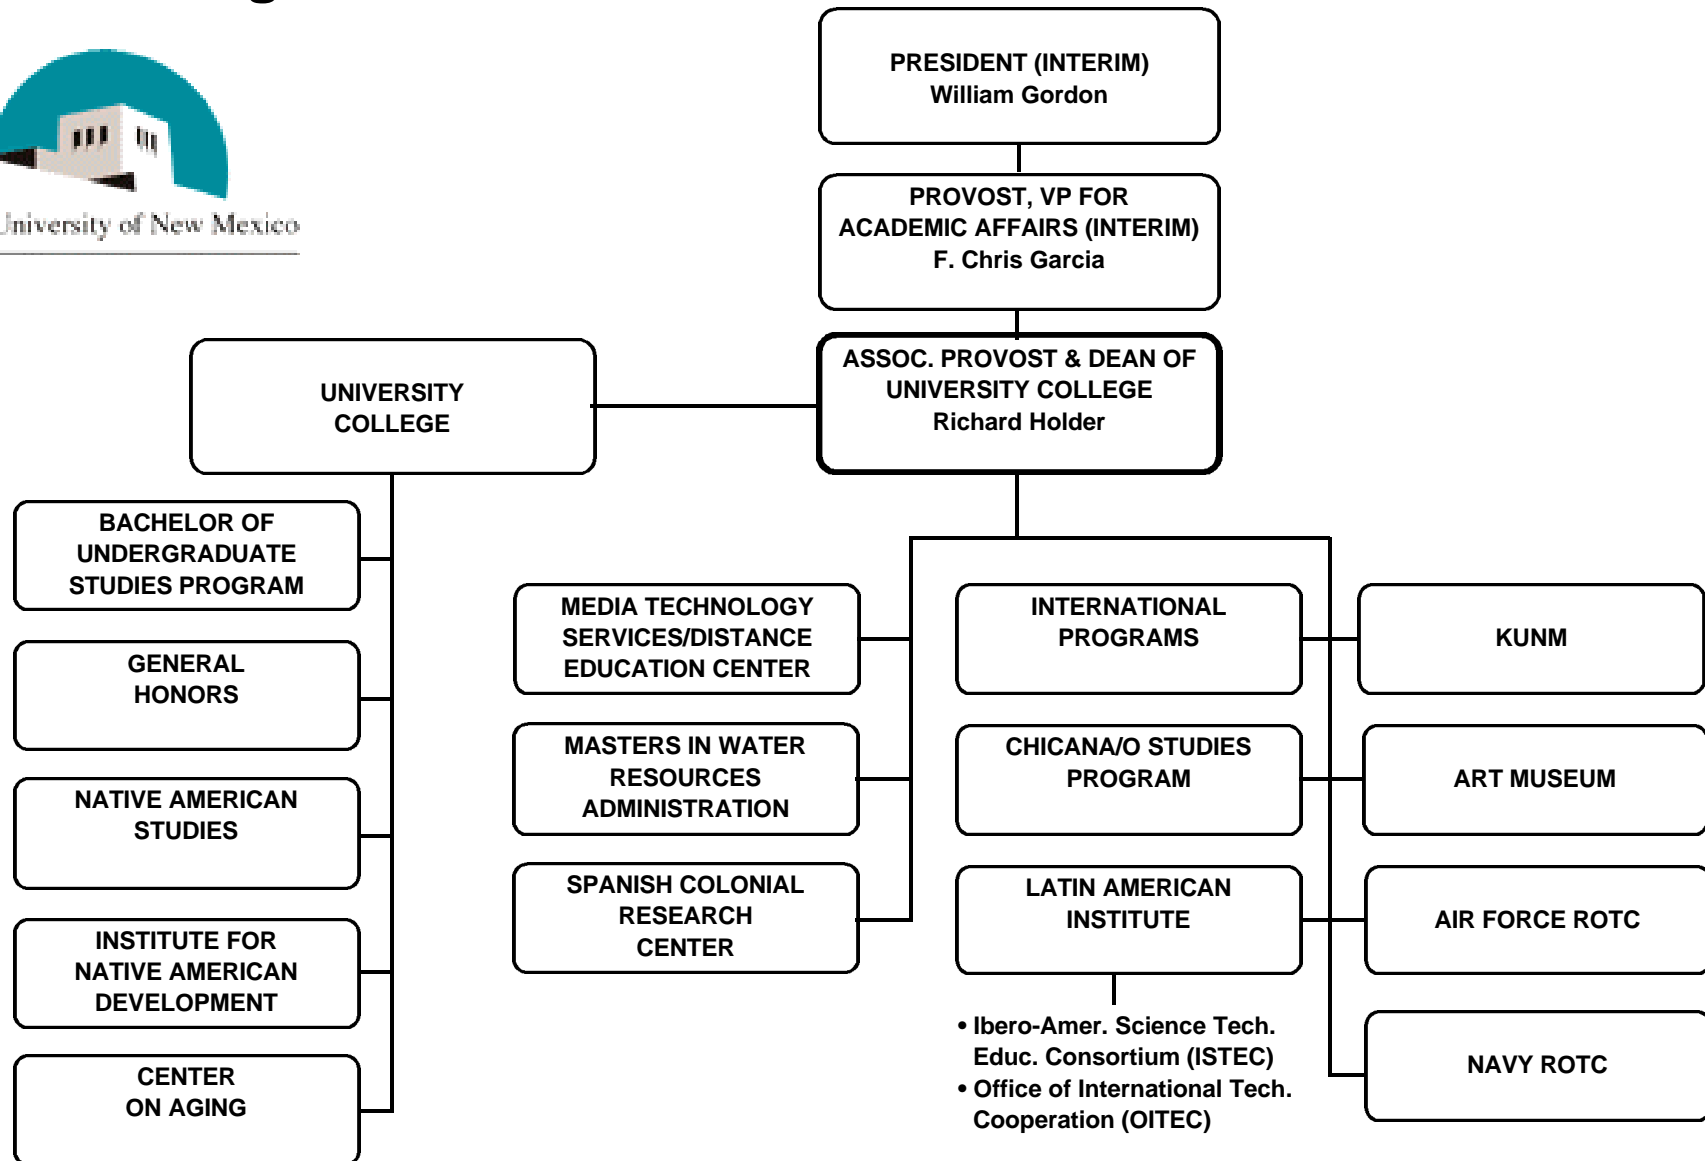 University of New Mexico
PRESIDENT (INTERIM)
William Gordon
PROVOST, VP FOR
ACADEMIC AFFAIRS (INTERIM)
F. Chris Garcia
ASSOC. PROVOST & DEAN OF
UNIVERSITY COLLEGE
Richard Holder
UNIVERSITY
COLLEGE
BACHELOR OF
UNDERGRADUATE
STUDIES PROGRAM
GENERAL
HONORS
NATIVE AMERICAN
STUDIES
INSTITUTE FOR
NATIVE AMERICAN
DEVELOPMENT
CENTER
ON AGING
MEDIA TECHNOLOGY
SERVICES/DISTANCE
EDUCATION CENTER
MASTERS IN WATER
RESOURCES
ADMINISTRATION
SPANISH COLONIAL
RESEARCH
CENTER
INTERNATIONAL
PROGRAMS
CHICANA/O STUDIES
PROGRAM
LATIN AMERICAN
INSTITUTE
• Ibero-Amer. Science Tech.
Educ. Consortium (ISTEC)
• Office of International Tech.
Cooperation (OITEC)
KUNM
ART MUSEUM
AIR FORCE ROTC
NAVY ROTC